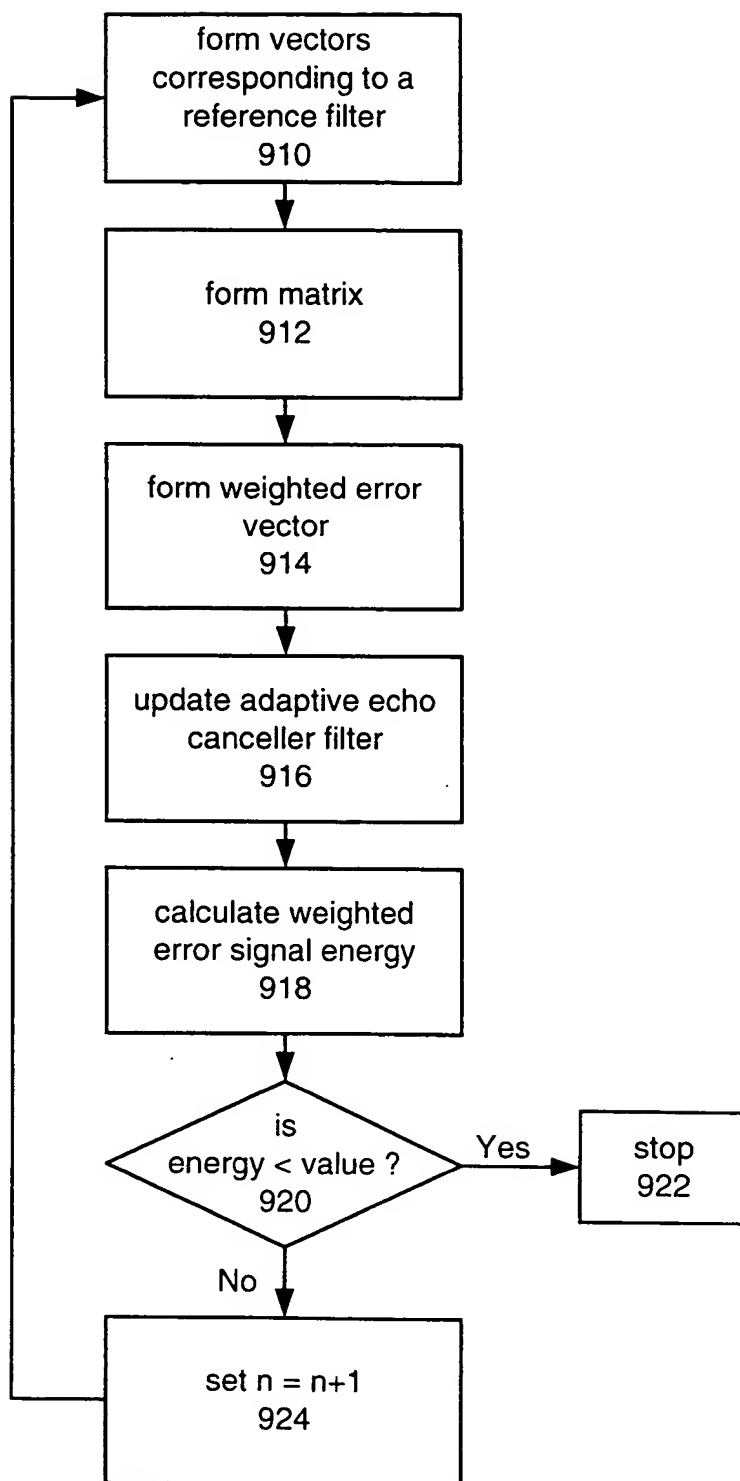 form vectors
corresponding to a
reference filter
910
form matrix
912
form weighted error
vector
914
update adaptive echo
canceller filter
916
calculate weighted
error signal energy
918
is
energy < value ?
920
Yes
stop
922
No
set n = n+1
924